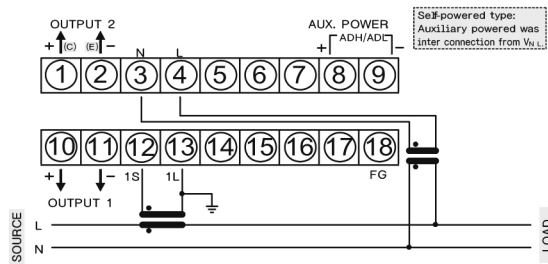 OUTPUT 2
+ (C) (E) −
N L
AUX. POWER
+ ADH/ADL −
Self-powered type:
Auxiliary powered was
inter connection from VN L.
1 2 3 4 5 6 7 8 9
10 11 12 13 14 15 16 17 18
+ − 1S 1L FG
OUTPUT 1
SOURCE
L
N
LOAD